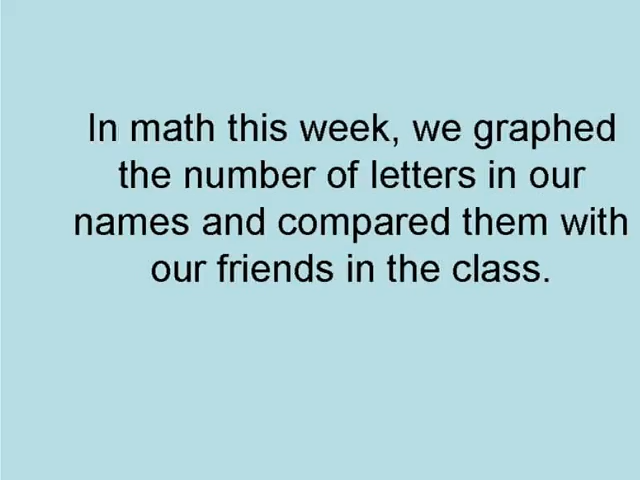 In math this week, we graphed
the number of letters in our
names and compared them with
our friends in the class.